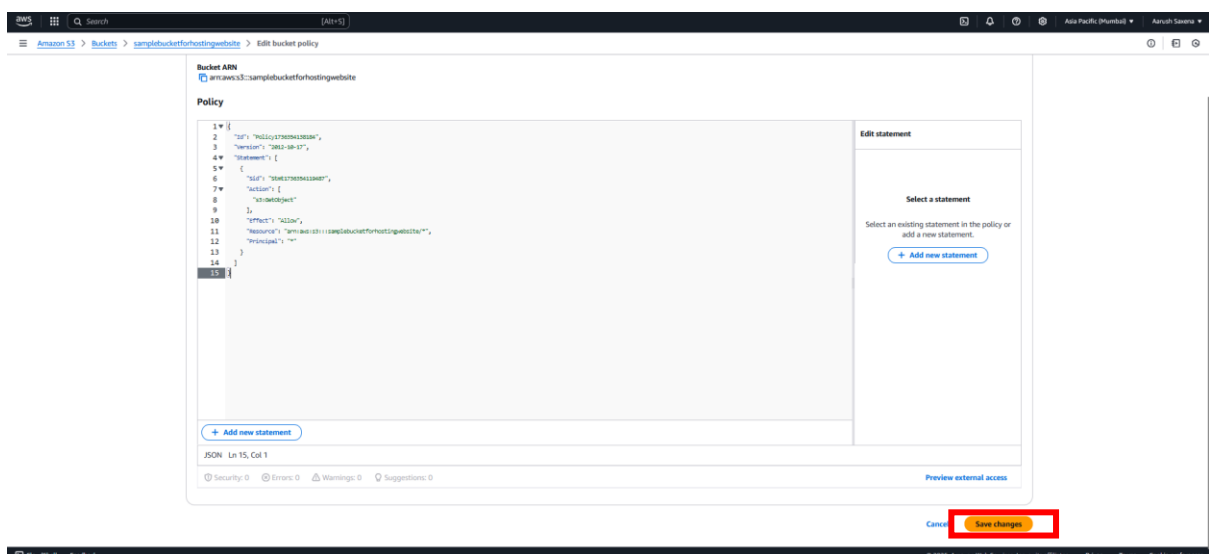 aws
Search
[Alt+S]
Asia Pacific (Mumbai) ▼
Aarush Saxena ▼
Amazon S3 > Buckets > samplebucketforhostingwebsite > Edit bucket policy
Bucket ARN
arn:aws:s3:::samplebucketforhostingwebsite
Policy
1▼ {
2 "Id": "Policy1736394138184",
3 "Version": "2012-10-17",
4▼ "Statement": [
5▼ {
6 "Sid":
7▼ "Action": [
8 "s3:GetObject"
9 ],
10 "Effect": "Allow",
11 "Resource": "arn:aws:s3:::samplebucketforhostingwebsite/*",
12 "Principal": "*"
13 }
14 ]
15 }
Edit statement
Select a statement
Select an existing statement in the policy or
add a new statement.
+ Add new statement
+ Add new statement
JSON Ln 15, Col 1
Security: 0 Errors: 0 Warnings: 0 Suggestions: 0
Preview external access
Cancel
Save changes